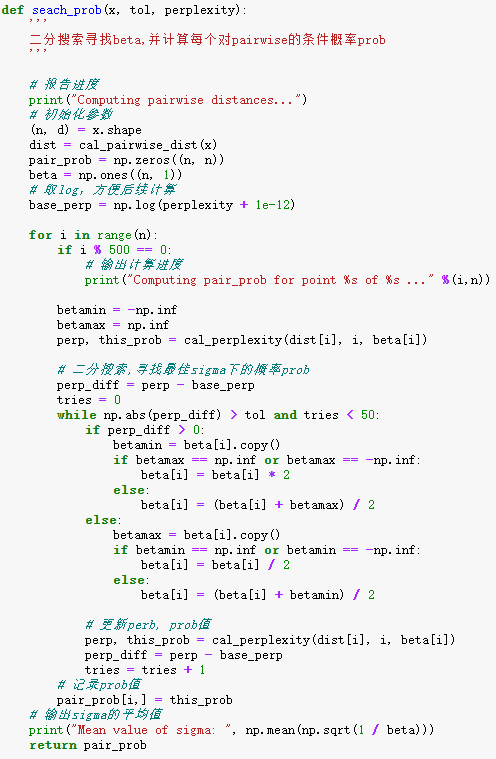 def seach_prob(x, tol, perplexity):
    '''
    二分搜索寻找beta,并计算每个对pairwise的条件概率prob
    '''

    # 报告进度
    print("Computing pairwise distances...")
    # 初始化参数
    (n, d) = x.shape
    dist = cal_pairwise_dist(x)
    pair_prob = np.zeros((n, n))
    beta = np.ones((n, 1))
    # 取log，方便后续计算
    base_perp = np.log(perplexity + 1e-12)

    for i in range(n):
        if i % 500 == 0:
            # 输出计算进度
            print("Computing pair_prob for point %s of %s ..." %(i,n))

        betamin = -np.inf
        betamax = np.inf
        perp, this_prob = cal_perplexity(dist[i], i, beta[i])

        # 二分搜索,寻找最佳sigma下的概率prob
        perp_diff = perp - base_perp
        tries = 0
        while np.abs(perp_diff) > tol and tries < 50:
            if perp_diff > 0:
                betamin = beta[i].copy()
                if betamax == np.inf or betamax == -np.inf:
                    beta[i] = beta[i] * 2
                else:
                    beta[i] = (beta[i] + betamax) / 2
            else:
                betamax = beta[i].copy()
                if betamin == np.inf or betamin == -np.inf:
                    beta[i] = beta[i] / 2
                else:
                    beta[i] = (beta[i] + betamin) / 2

            # 更新perb, prob值
            perp, this_prob = cal_perplexity(dist[i], i, beta[i])
            perp_diff = perp - base_perp
            tries = tries + 1
        # 记录prob值
        pair_prob[i,] = this_prob
    # 输出sigma的平均值
    print("Mean value of sigma: ", np.mean(np.sqrt(1 / beta)))
    return pair_prob